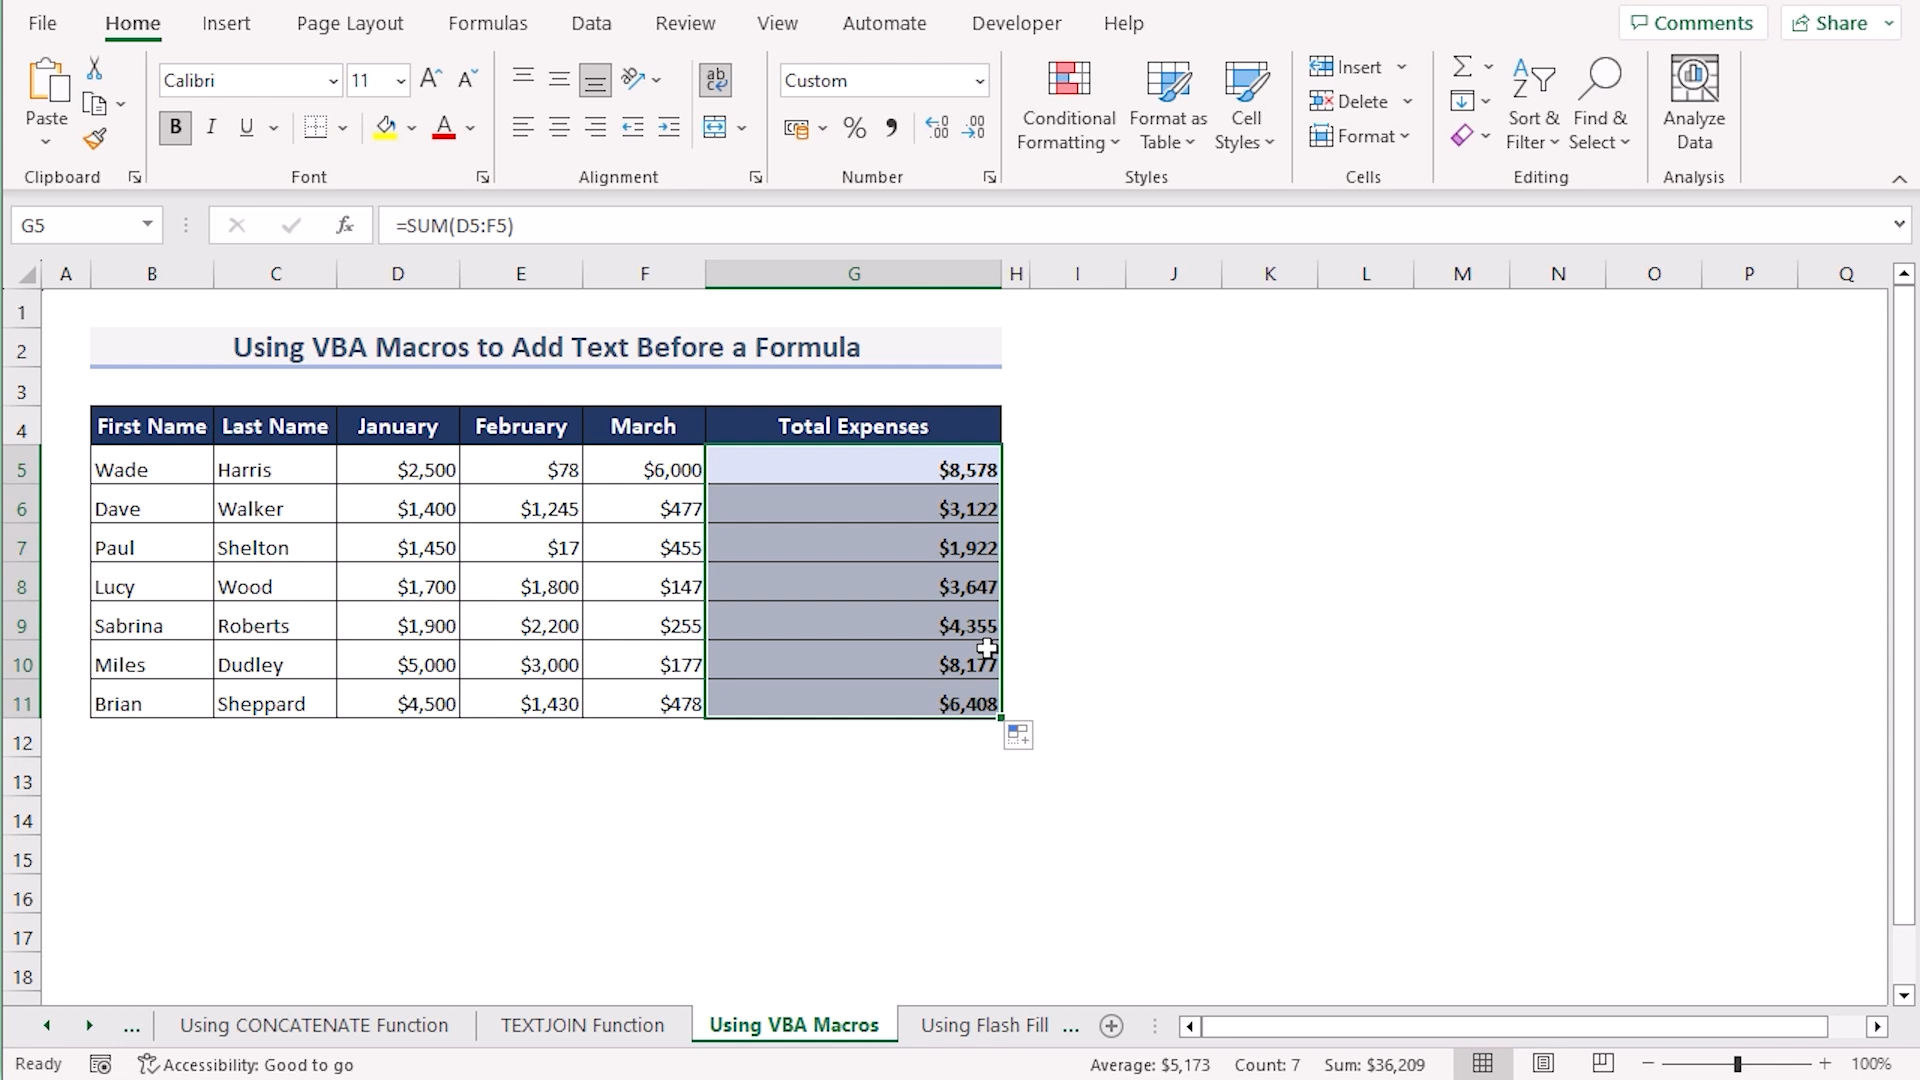 File Home Insert Page Layout Formulas Data Review View Automate Developer Help Comments Share
Paste
Clipboard
Calibri 11
B I U
Font
ab
Alignment
Custom
% 9 .00
Number
Conditional Formatting
Format as Table
Cell Styles
Styles
Insert
Delete
Format
Cells
Sort & Filter
Find & Select
Editing
Analyze Data
Analysis
G5 fx =SUM(D5:F5)
A B C D E F G H I J K L M N O P Q
1
2 Using VBA Macros to Add Text Before a Formula
3
4 First Name Last Name January February March Total Expenses
5 Wade Harris $2,500 $78 $6,000 $8,578
6 Dave Walker $1,400 $1,245 $477 $3,122
7 Paul Shelton $1,450 $17 $455 $1,922
8 Lucy Wood $1,700 $1,800 $147 $3,647
9 Sabrina Roberts $1,900 $2,200 $255 $4,355
10 Miles Dudley $5,000 $3,000 $177 $8,177
11 Brian Sheppard $4,500 $1,430 $478 $6,408
12
13
14
15
16
17
18
... Using CONCATENATE Function TEXTJOIN Function Using VBA Macros Using Flash Fill ...
Ready Accessibility: Good to go Average: $5,173 Count: 7 Sum: $36,209 100%